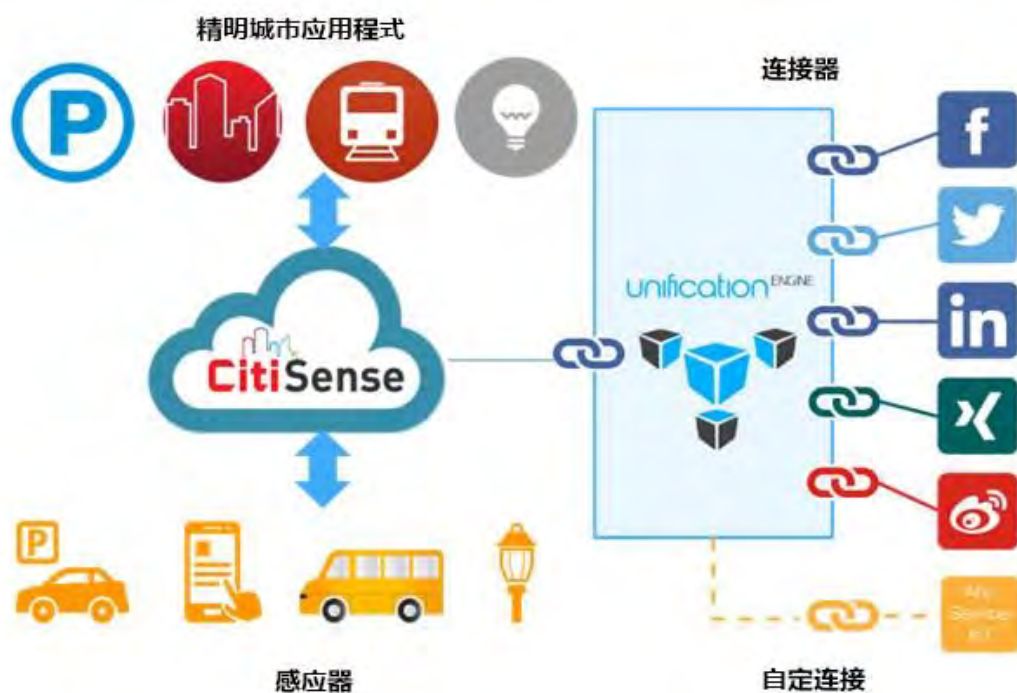 精明城市应用程式
连接器
P
f
unification ENGINE
in
CitiSense
P
感应器
自定连接